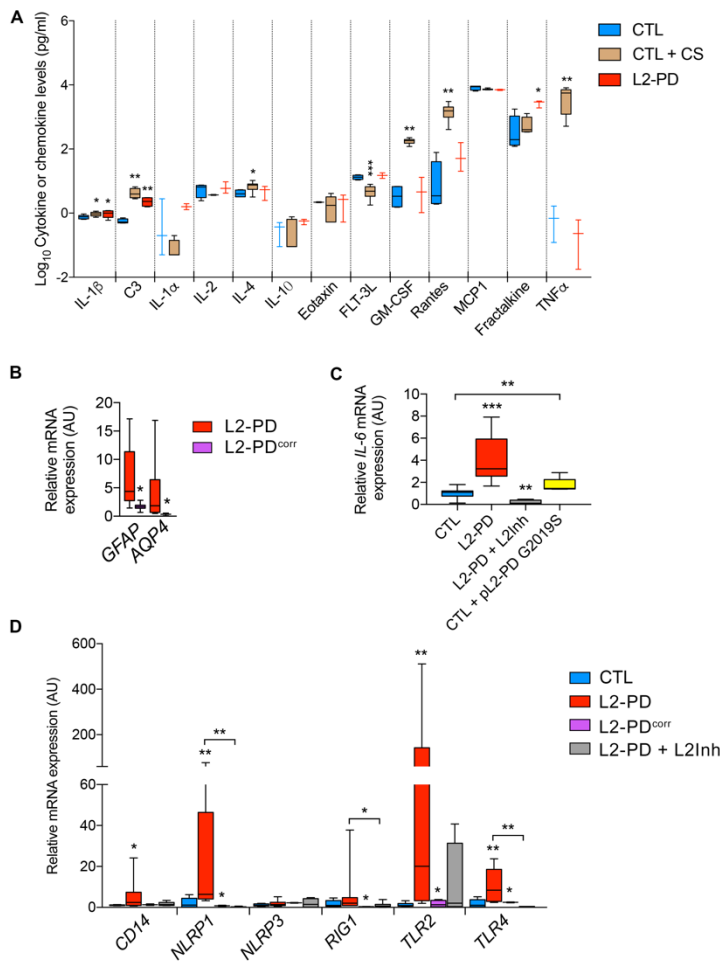 A
Log10 Cytokine or chemokine levels (pg/ml)
6
4
2
0
-2
* * ** ** * *** ** ** * **
IL-1β C3 IL-1α IL-2 IL-4 IL-10 Eotaxin FLT-3L GM-CSF Rantes MCP1 Fractalkine TNFα
CTL
CTL + CS
L2-PD
B
Relative mRNA
expression (AU)
20
15
10
5
0
* *
GFAP AQP4
L2-PD
L2-PDcorr
C
Relative IL-6 mRNA
expression (AU)
10
8
6
4
2
0
**
*** **
CTL L2-PD L2-PD + L2Inh CTL + pL2-PD G2019S
D
Relative mRNA expression (AU)
600
400
200
60
40
20
0
* ** * ** * * ** * ** * **
CD14 NLRP1 NLRP3 RIG1 TLR2 TLR4
CTL
L2-PD
L2-PDcorr
L2-PD + L2Inh